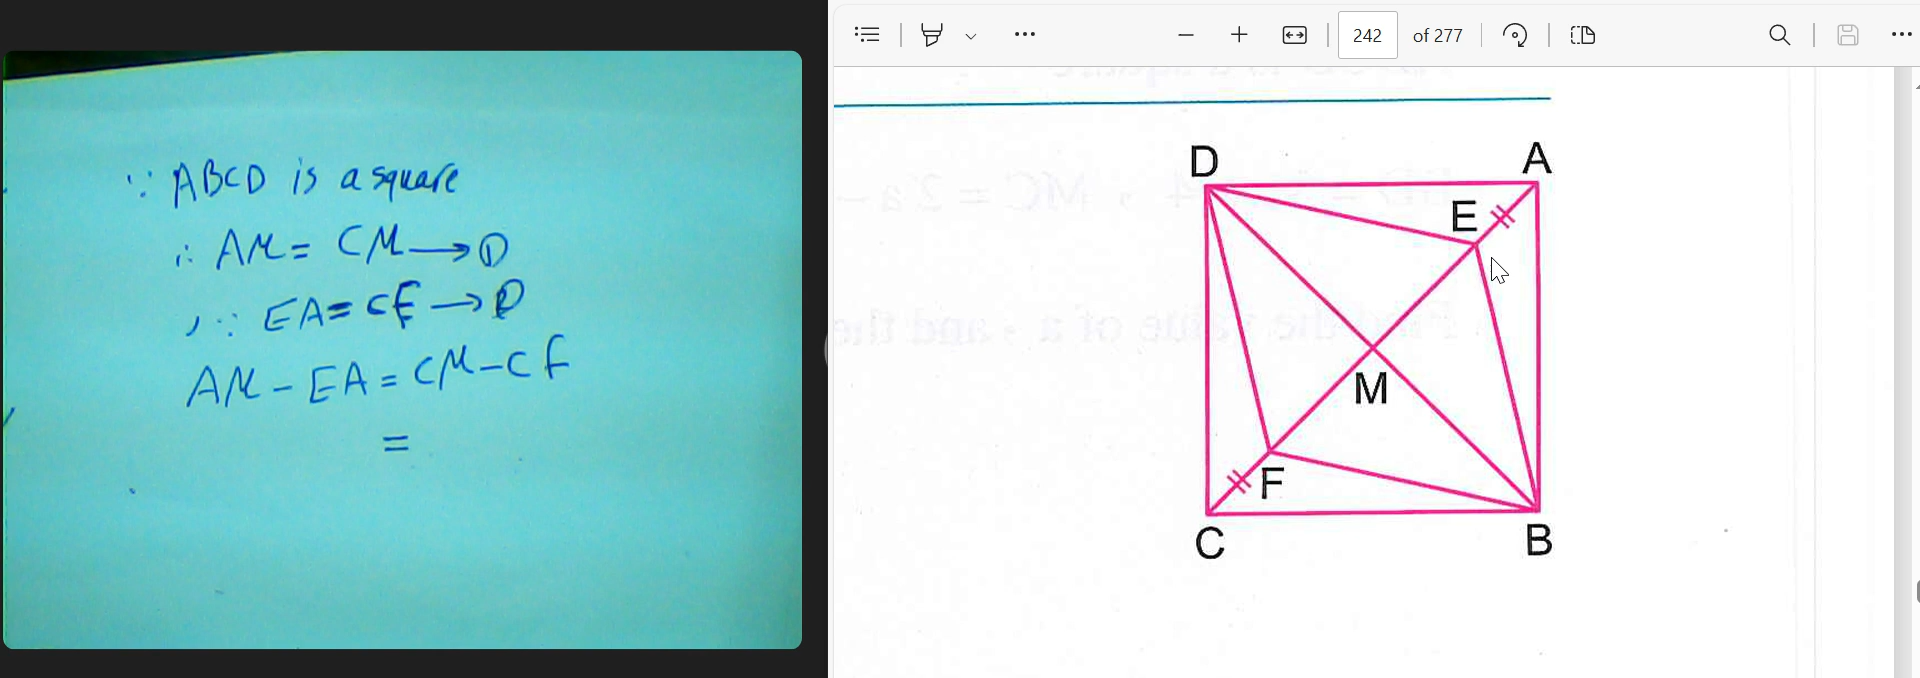 ∵ ABCD is a square
∴ AM = CM → ①
, ∵ EA = CF → ②
AM - EA = CM - CF
=
242 of 277
D A
E
M
F
C B